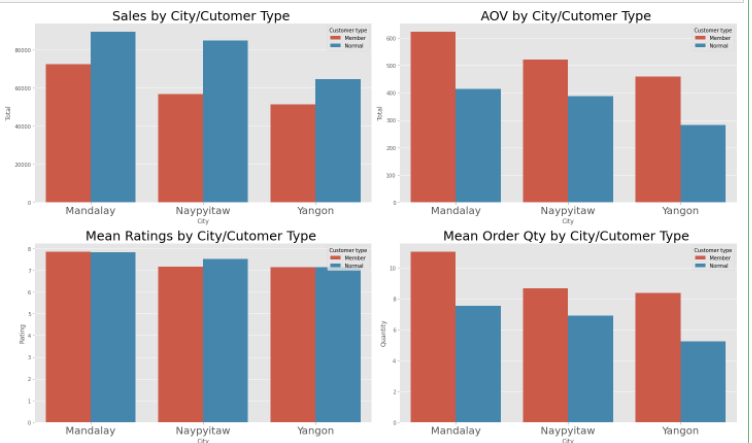 Sales by City/Cutomer Type
Customer type
Member
Normal
80000
60000
40000
20000
0
Total
Mandalay
Naypyitaw
Yangon
City
AOV by City/Cutomer Type
Customer type
Member
Normal
600
500
400
300
200
100
0
Total
Mandalay
Naypyitaw
Yangon
City
Mean Ratings by City/Cutomer Type
Customer type
Member
Normal
8
7
6
5
4
3
2
1
0
Rating
Mandalay
Naypyitaw
Yangon
City
Mean Order Qty by City/Cutomer Type
Customer type
Member
Normal
10
8
6
4
2
0
Quantity
Mandalay
Naypyitaw
Yangon
City